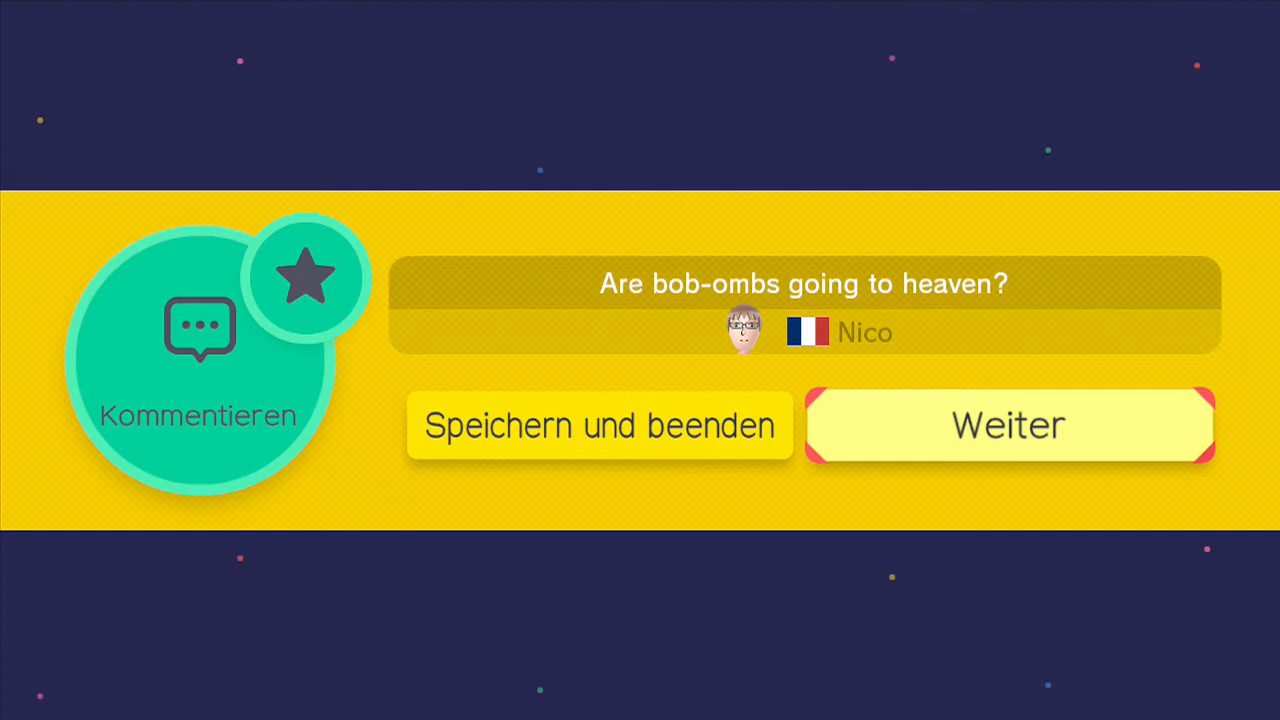 Are bob-ombs going to heaven?
Nico
Kommentieren
Speichern und beenden
Weiter